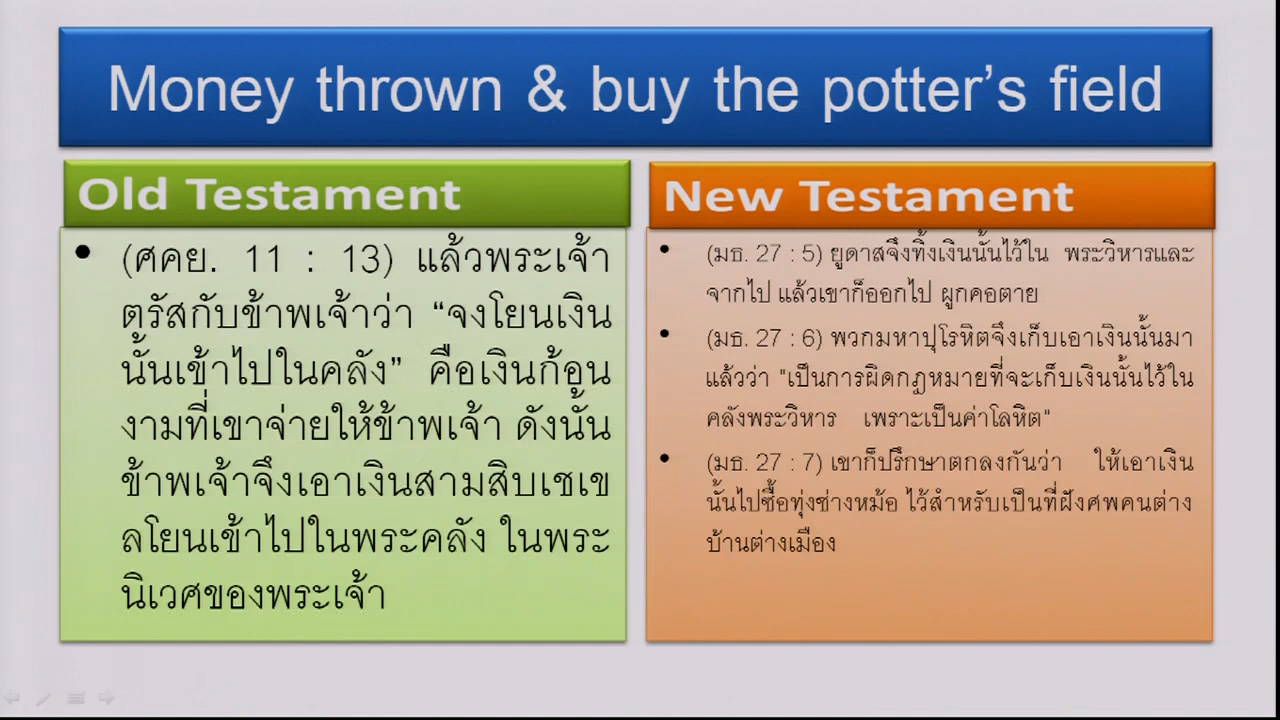 Money thrown & buy the potter’s field
Old Testament
• (ศคย. 11 : 13) แล้วพระเจ้า
ตรัสกับข้าพเจ้าว่า “จงโยนเงิน
นั้นเข้าไปในคลัง” คือเงินก้อน
งามที่เขาจ่ายให้ข้าพเจ้า ดังนั้น
ข้าพเจ้าจึงเอาเงินสามสิบเชเข
ลโยนเข้าไปในพระคลัง ในพระ
นิเวศของพระเจ้า
New Testament
• (มธ. 27 : 5) ยูดาสจึงทิ้งเงินนั้นไว้ใน พระวิหารและ
จากไป แล้วเขาก็ออกไป ผูกคอตาย
• (มธ. 27 : 6) พวกมหาปุโรหิตจึงเก็บเอาเงินนั้นมา
แล้วว่า "เป็นการผิดกฎหมายที่จะเก็บเงินนั้นไว้ใน
คลังพระวิหาร เพราะเป็นค่าโลหิต"
• (มธ. 27 : 7) เขาก็ปรึกษาตกลงกันว่า ให้เอาเงิน
นั้นไปซื้อทุ่งช่างหม้อ ไว้สำหรับเป็นที่ฝังศพคนต่าง
บ้านต่างเมือง